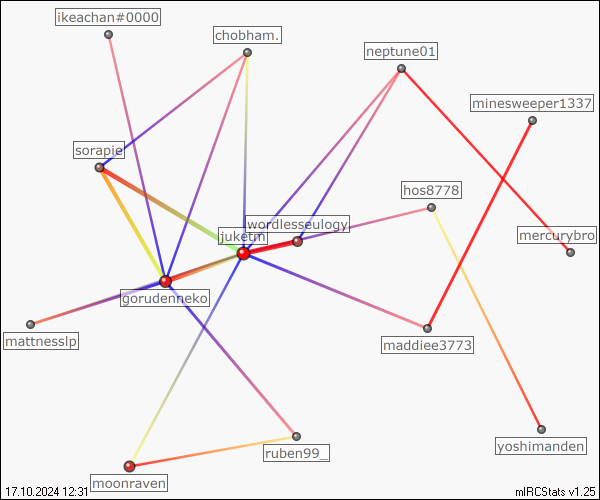 ikeachan#0000
chobham.
neptune01
minesweeper1337
sorapie
hos8778
wordlesseulogy
juketm
mercurybro
gorudenneko
mattnesslp
maddiee3773
ruben99_
yoshimanden
moonraven
17.10.2024 12:31
mIRCStats v1.25